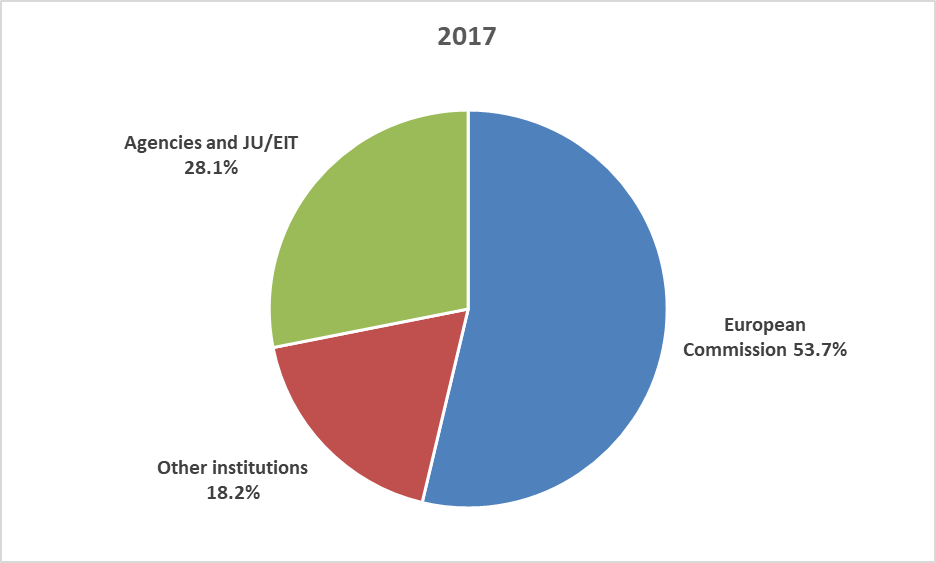 2017
Agencies and JU/EIT
28.1%
European
Commission 53.7%
Other institutions
18.2%